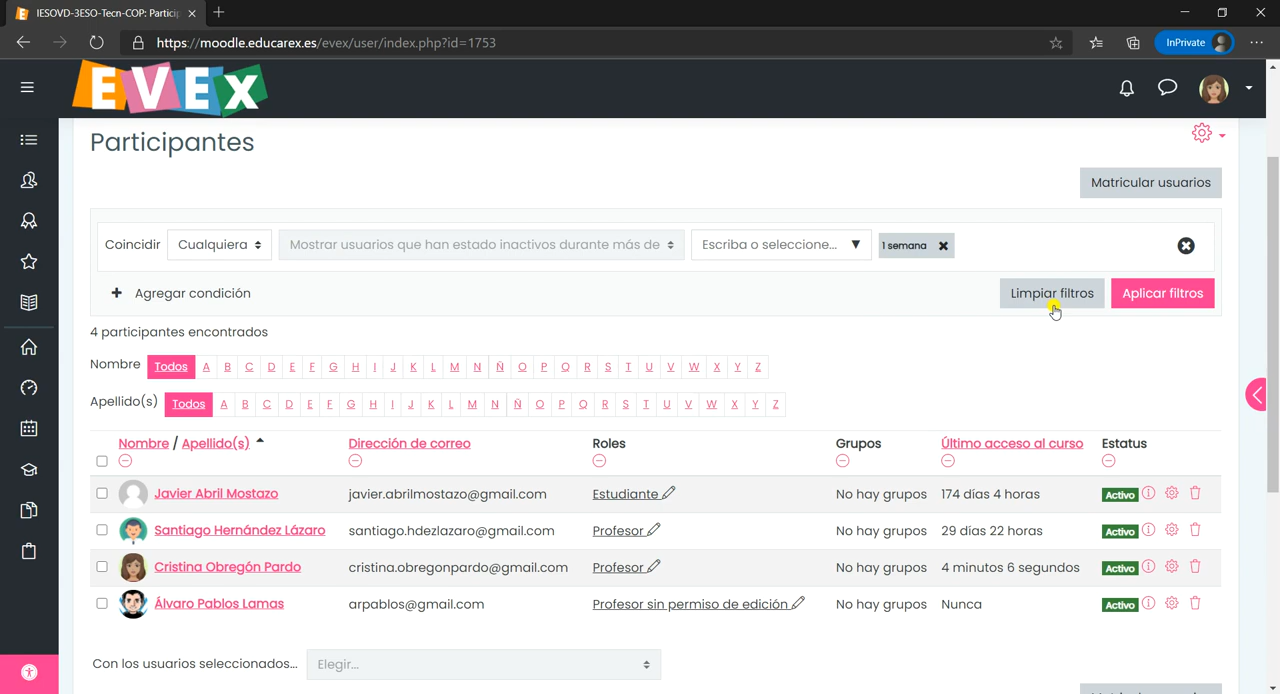 IESOVD-3ESO-Tecn-COP: Particip
https://moodle.educarex.es/evex/user/index.php?id=1753
InPrivate
EVEX
Participantes
Matricular usuarios
Coincidir Cualquiera Mostrar usuarios que han estado inactivos durante más de Escriba o seleccione... 1 semana
Agregar condición Limpiar filtros Aplicar filtros
4 participantes encontrados
Nombre Todos A B C D E F G H I J K L M N Ñ O P Q R S T U V W X Y Z
Apellido(s) Todos A B C D E F G H I J K L M N Ñ O P Q R S T U V W X Y Z
Nombre / Apellido(s) Dirección de correo Roles Grupos Último acceso al curso Estatus
Javier Abril Mostazo javier.abrilmostazo@gmail.com Estudiante No hay grupos 174 días 4 horas Activo
Santiago Hernández Lázaro santiago.hdezlazaro@gmail.com Profesor No hay grupos 29 días 22 horas Activo
Cristina Obregón Pardo cristina.obregonpardo@gmail.com Profesor No hay grupos 4 minutos 6 segundos Activo
Álvaro Pablos Lamas arpablos@gmail.com Profesor sin permiso de edición No hay grupos Nunca Activo
Con los usuarios seleccionados... Elegir...